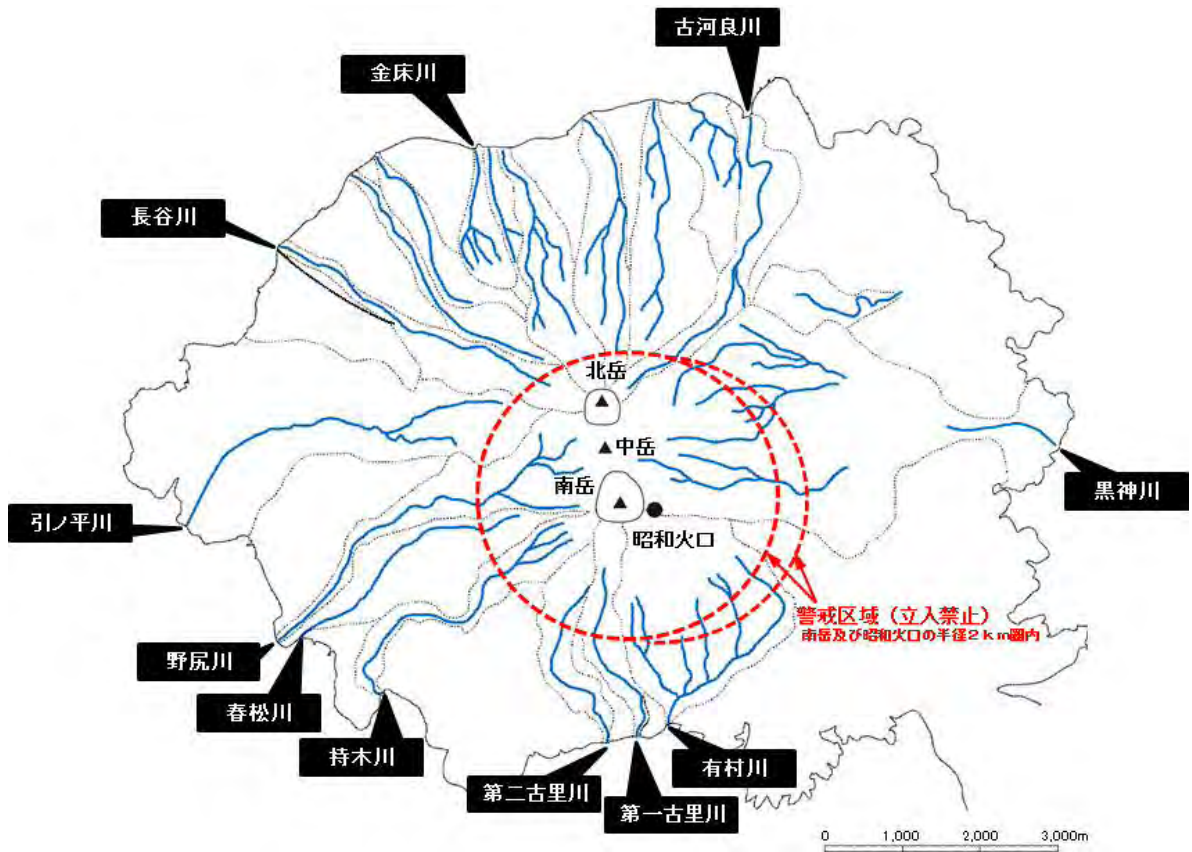 古河良川
金床川
長谷川
北岳
中岳
南岳
昭和火口
黒神川
引ノ平川
警戒区域（立入禁止）
南岳及び昭和火口の半径２ｋｍ圏内
野尻川
春松川
持木川
有村川
第二古里川
第一古里川
0 1,000 2,000 3,000m